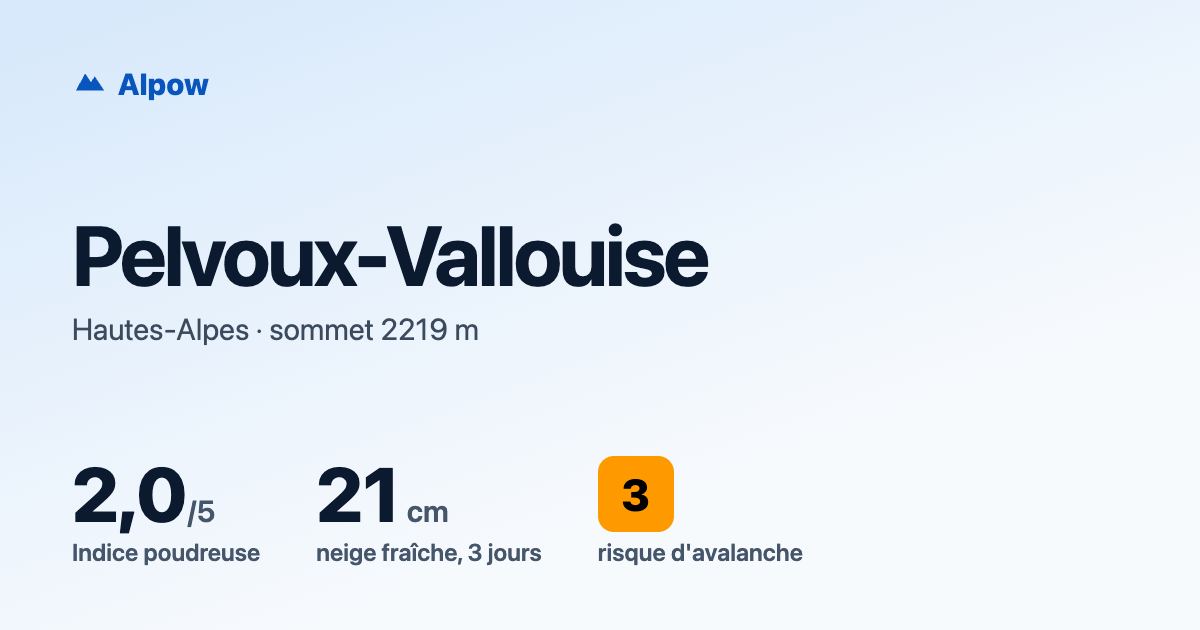 Alpow
Pelvoux-Vallouise
Hautes-Alpes · sommet 2219 m
2,0/5
Indice poudreuse
21 cm
neige fraîche, 3 jours
3
risque d'avalanche